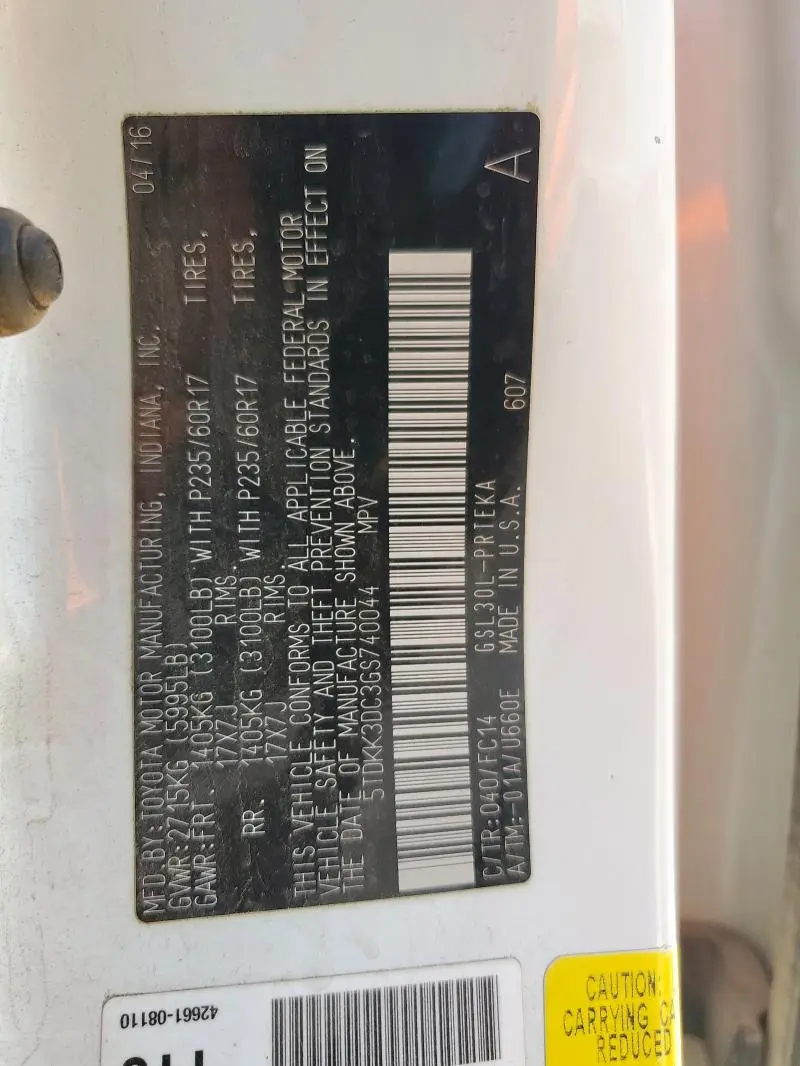 MFD.BY:TOYOTA MOTOR MANUFACTURING, INDIANA, INC. 04/16
GVWR:2715KG (5995LB)
GAWR:FRT. 1405KG (3100LB) WITH P235/60R17 TIRES,
17X7J RIMS.
RR. 1405KG (3100LB) WITH P235/60R17 TIRES,
17X7J RIMS.
THIS VEHICLE CONFORMS TO ALL APPLICABLE FEDERAL MOTOR
VEHICLE SAFETY AND THEFT PREVENTION STANDARDS IN EFFECT ON
THE DATE OF MANUFACTURE SHOWN ABOVE.
5TDKK3DC3GS740044 MPV
C/TR:040/FC14 GSL30L-PRTEKA
A/TM:-01A/U660E MADE IN U.S.A. 607 A
42661-08110
CAUTION:
CARRYING
REDUCED